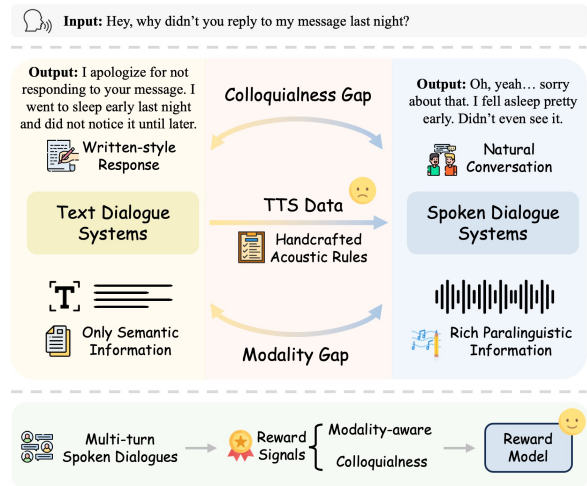 Input: Hey, why didn't you reply to my message last night?
Output: I apologize for not
responding to your message. I
went to sleep early last night
and did not notice it until later.
Written-style
Response
Text Dialogue
Systems
T
Only Semantic
Information
Colloquialness Gap
TTS Data
Handcrafted
Acoustic Rules
Modality Gap
Output: Oh, yeah… sorry
about that. I fell asleep pretty
early. Didn't even see it.
Natural
Conversation
Spoken Dialogue
Systems
Rich Paralinguistic
Information
Multi-turn
Spoken Dialogues
Reward
Signals
Modality-aware
Colloquialness
Reward
Model